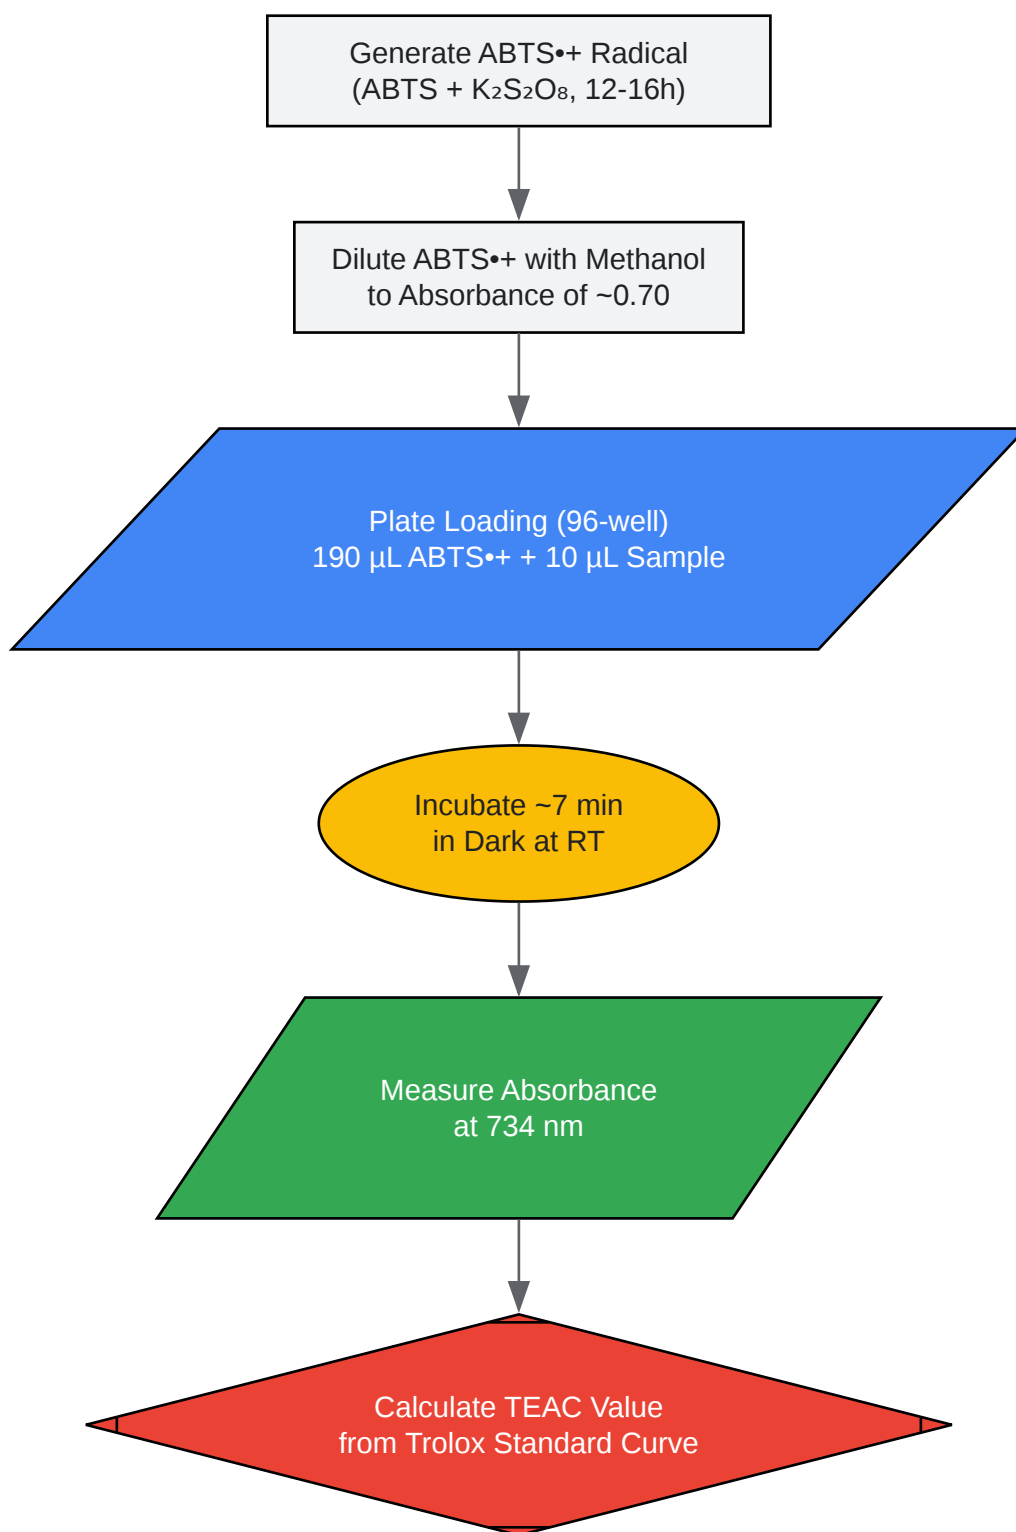 Generate ABTS•+ Radical
(ABTS + K₂S₂O₈, 12-16h)
Dilute ABTS•+ with Methanol
to Absorbance of ~0.70
Plate Loading (96-well)
190 µL ABTS•+ + 10 µL Sample
Incubate ~7 min
in Dark at RT
Measure Absorbance
at 734 nm
Calculate TEAC Value
from Trolox Standard Curve